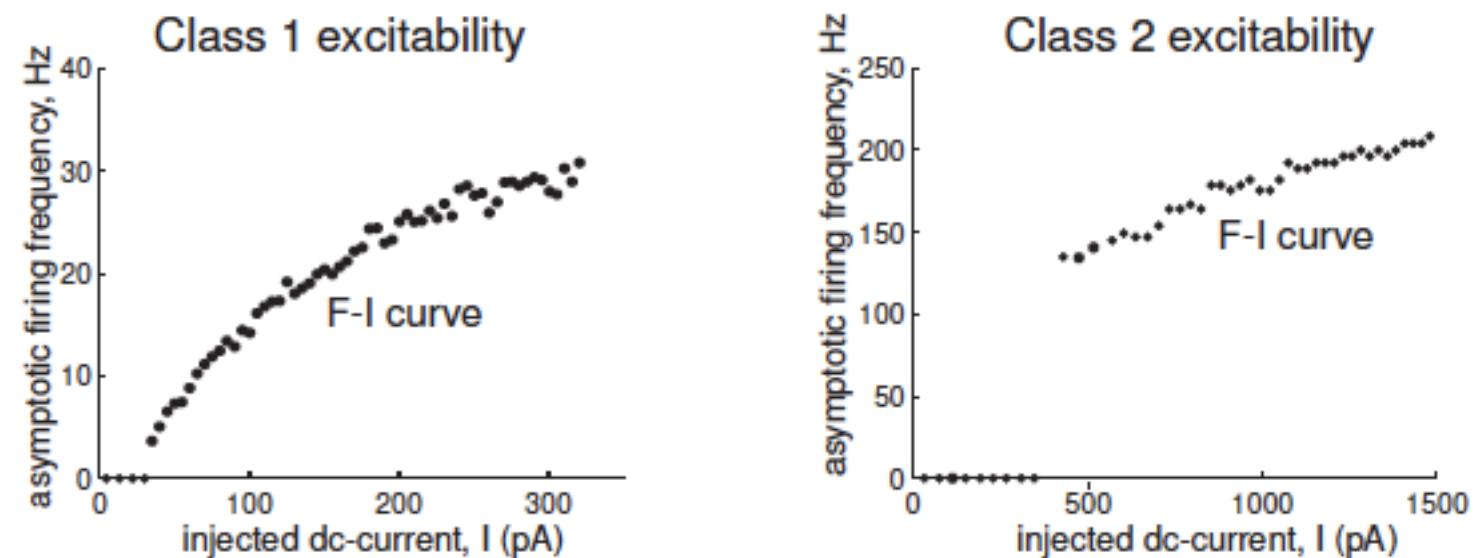 Class 1 excitability
asymptotic firing frequency, Hz
40
30
20
10
0
F-I curve
0 100 200 300
injected dc-current, I (pA)
Class 2 excitability
asymptotic firing frequency, Hz
250
200
150
100
50
0
F-I curve
0 500 1000 1500
injected dc-current, I (pA)